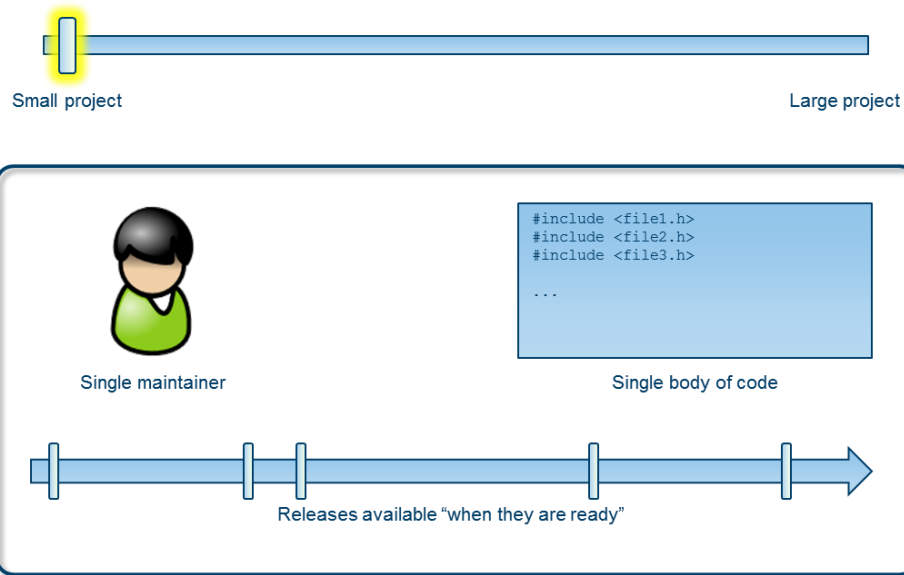 Small project
Large project
#include <file1.h>
#include <file2.h>
#include <file3.h>
...
Single maintainer
Single body of code
Releases available “when they are ready”